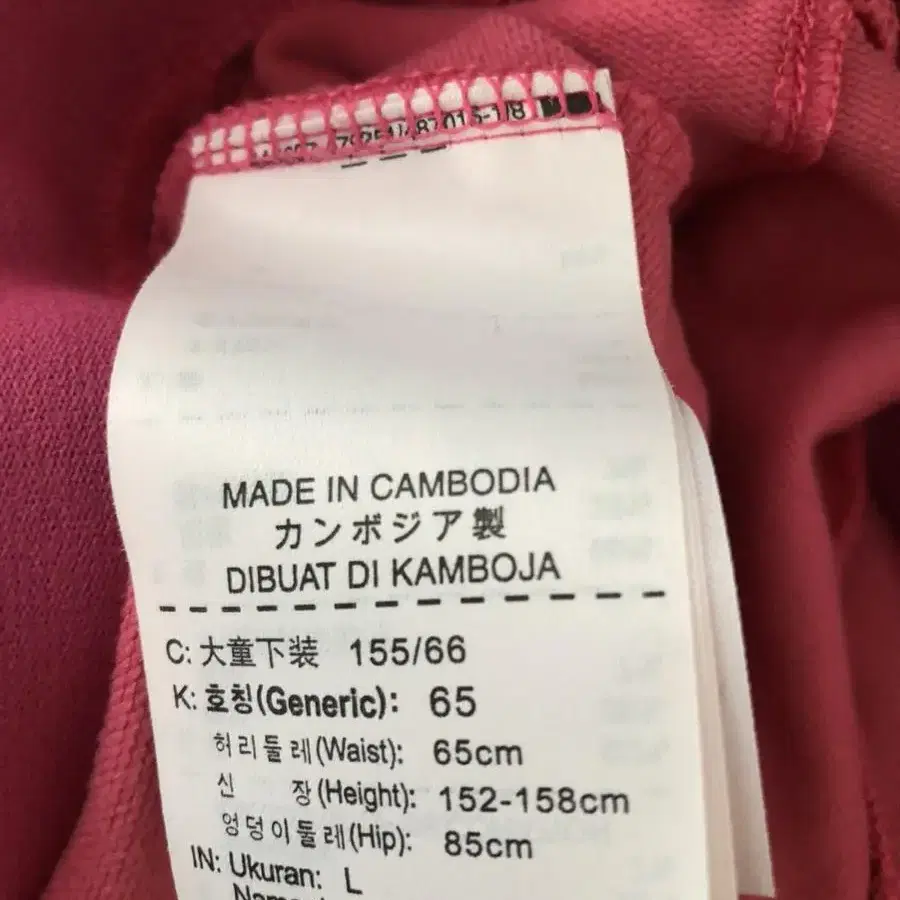 MADE IN CAMBODIA
カンボジア製
DIBUAT DI KAMBOJA
C: 大童下装 155/66
K: 호칭(Generic): 65
허리둘레(Waist): 65cm
신 장(Height): 152-158cm
엉덩이둘레(Hip): 85cm
IN: Ukuran: L